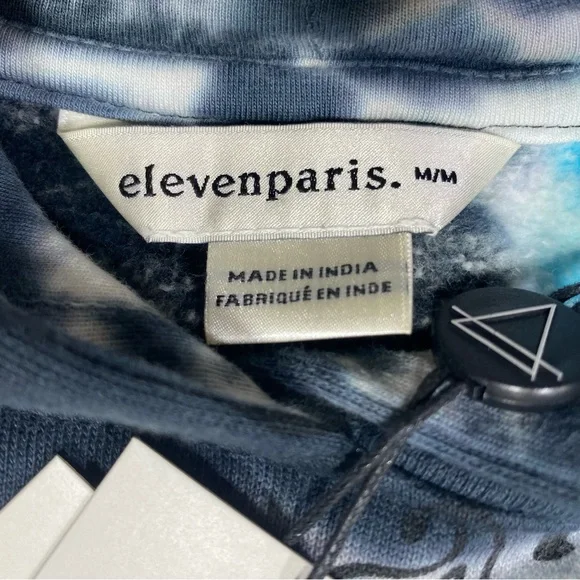 elevenparis. M/M
MADE IN INDIA
FABRIQUÉ EN INDE